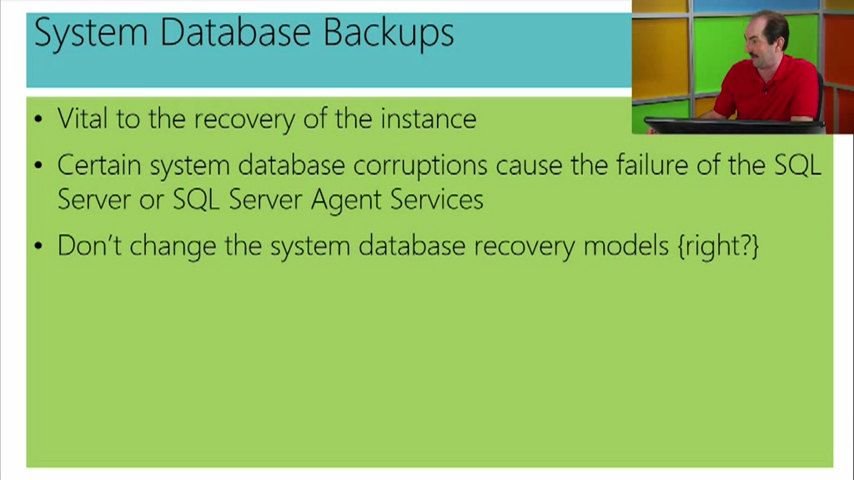 System Database Backups
• Vital to the recovery of the instance
• Certain system database corruptions cause the failure of the SQL
Server or SQL Server Agent Services
• Don't change the system database recovery models {right?}